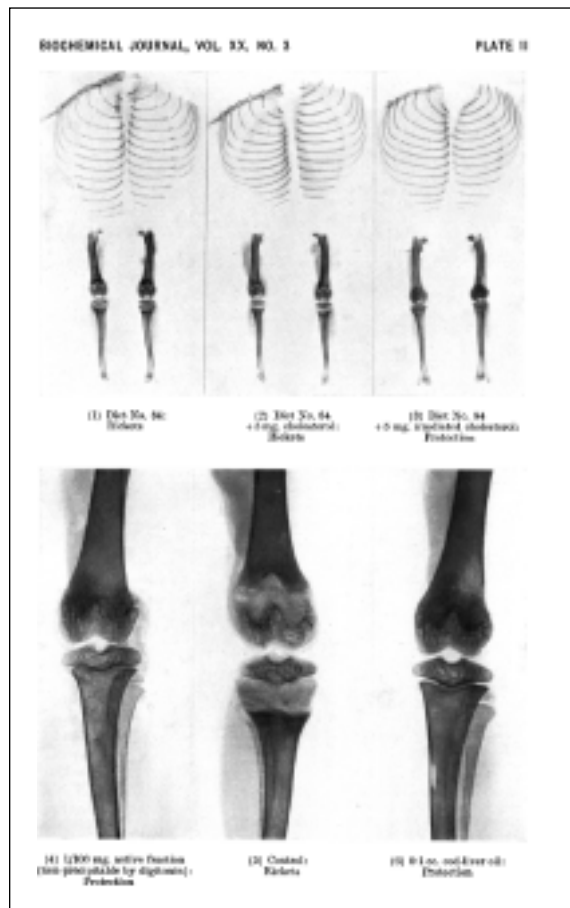 BIOCHEMICAL JOURNAL, VOL. XX, NO. 3 PLATE II
(1) Diet No. 84:
Rickets
(2) Diet No. 84
+5 mg. cholesterol:
Rickets
(3) Diet No. 84
+5 mg. irradiated cholesterol:
Protection
(4) 1/200 mg. active fraction
(non-precipitable by digitonin):
Protection
(5) Control:
Rickets
(6) 0·1 cc. cod-liver oil:
Protection